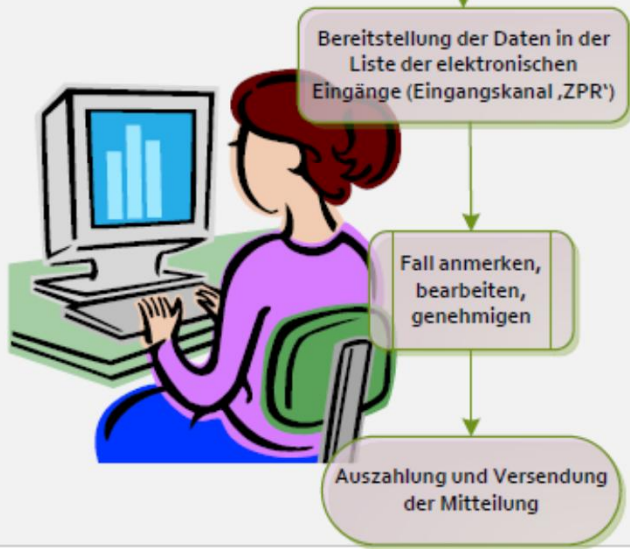 Bereitstellung der Daten in der
Liste der elektronischen
Eingänge (Eingangskanal ‚ZPR‘)
Fall anmerken,
bearbeiten,
genehmigen
Auszahlung und Versendung
der Mitteilung